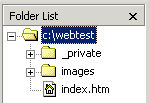 Folder List
c:\webtest
_private
images
index.htm